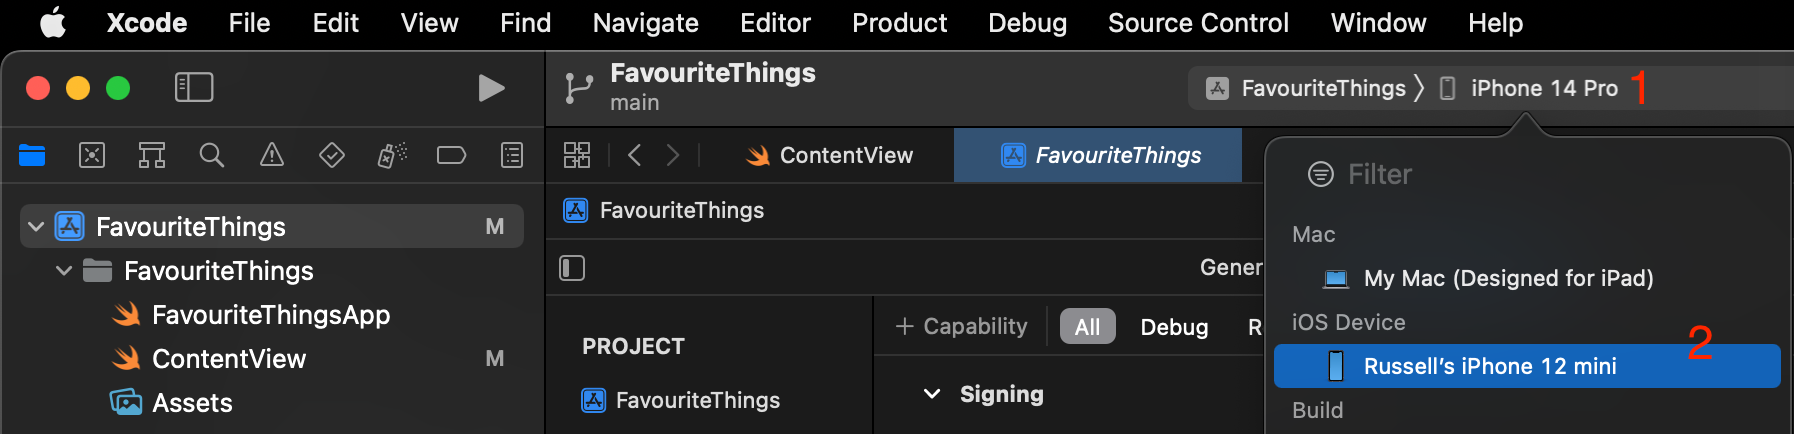 Xcode File Edit View Find Navigate Editor Product Debug Source Control Window Help
FavouriteThings
main
FavouriteThings 〉 iPhone 14 Pro 1
ContentView
FavouriteThings
Filter
FavouriteThings M
FavouriteThings
FavouriteThingsApp
ContentView M
Assets
FavouriteThings
Gener
PROJECT
FavouriteThings
+ Capability All Debug R
Signing
Mac
My Mac (Designed for iPad)
iOS Device
2
Russell’s iPhone 12 mini
Build